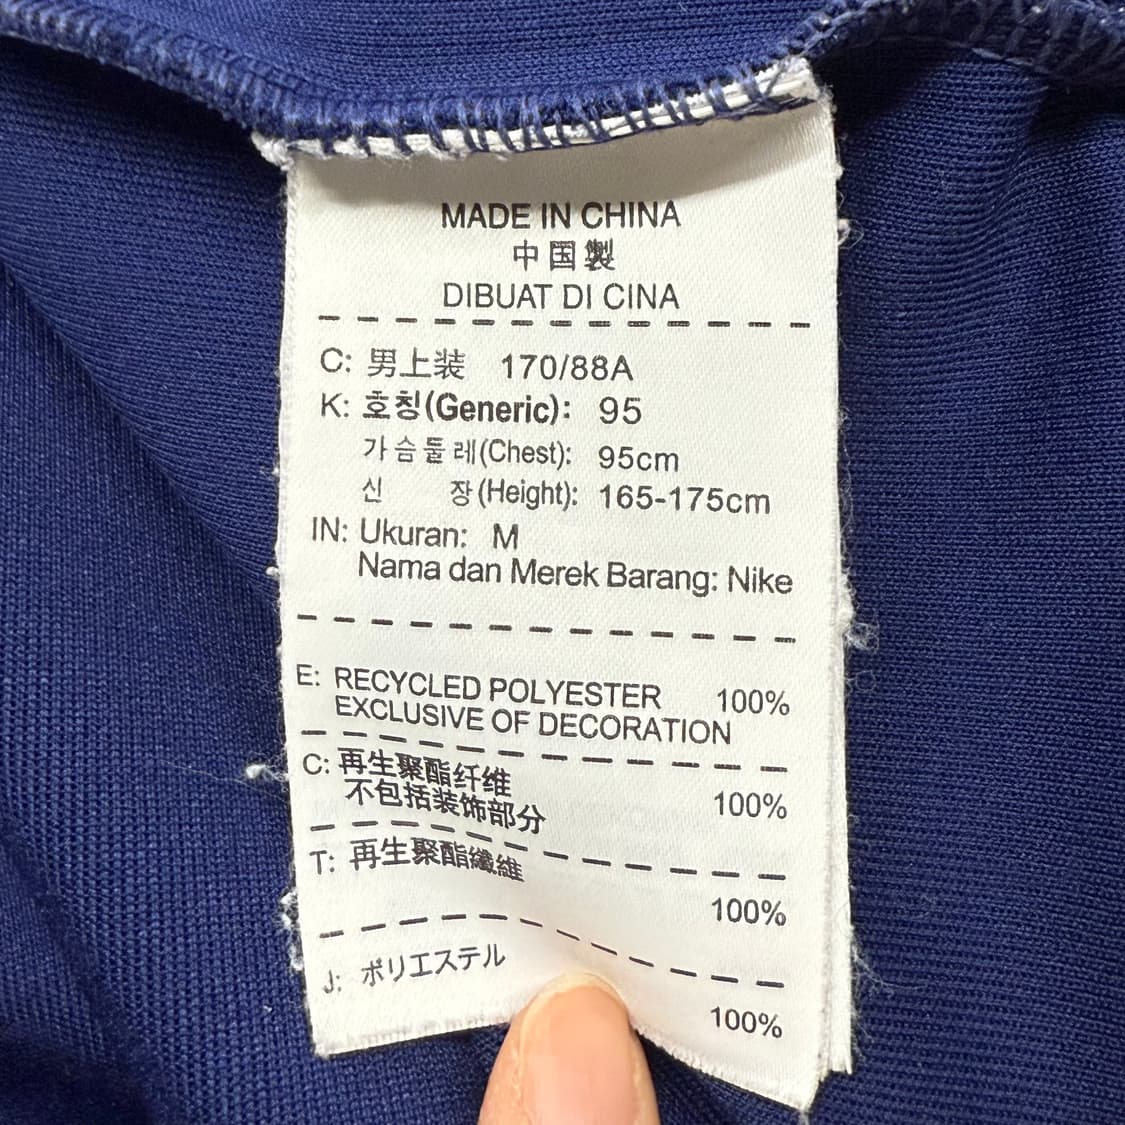 MADE IN CHINA
中国製
DIBUAT DI CINA
C: 男上装 170/88A
K: 호칭(Generic): 95
가슴둘레(Chest): 95cm
신 장(Height): 165-175cm
IN: Ukuran: M
Nama dan Merek Barang: Nike
E: RECYCLED POLYESTER 100%
EXCLUSIVE OF DECORATION
C: 再生聚酯纤维 100%
不包括装饰部分
T: 再生聚酯纖維 100%
J: ポリエステル 100%